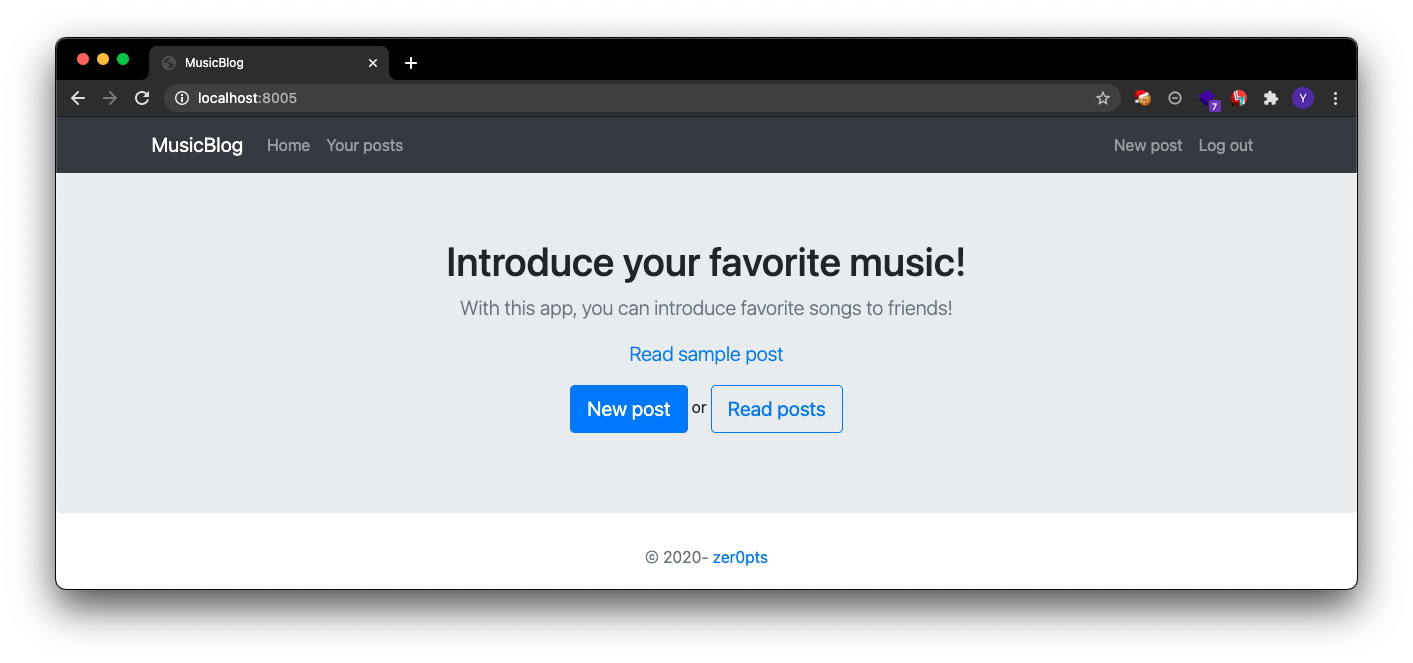 MusicBlog
localhost:8005
7
Y
MusicBlog Home Your posts New post Log out
Introduce your favorite music!
With this app, you can introduce favorite songs to friends!
Read sample post
New post or Read posts
© 2020- zer0pts